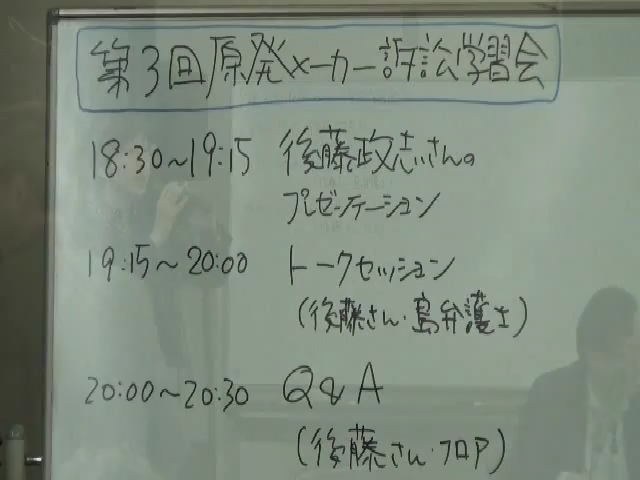 第3回原発メーカー訴訟学習会
18:30~19:15 後藤政志さんの
プレゼンテーション
19:15~20:00 トークセッション
(後藤さん・島弁護士)
20:00~20:30 Q&A
(後藤さん・フロア)